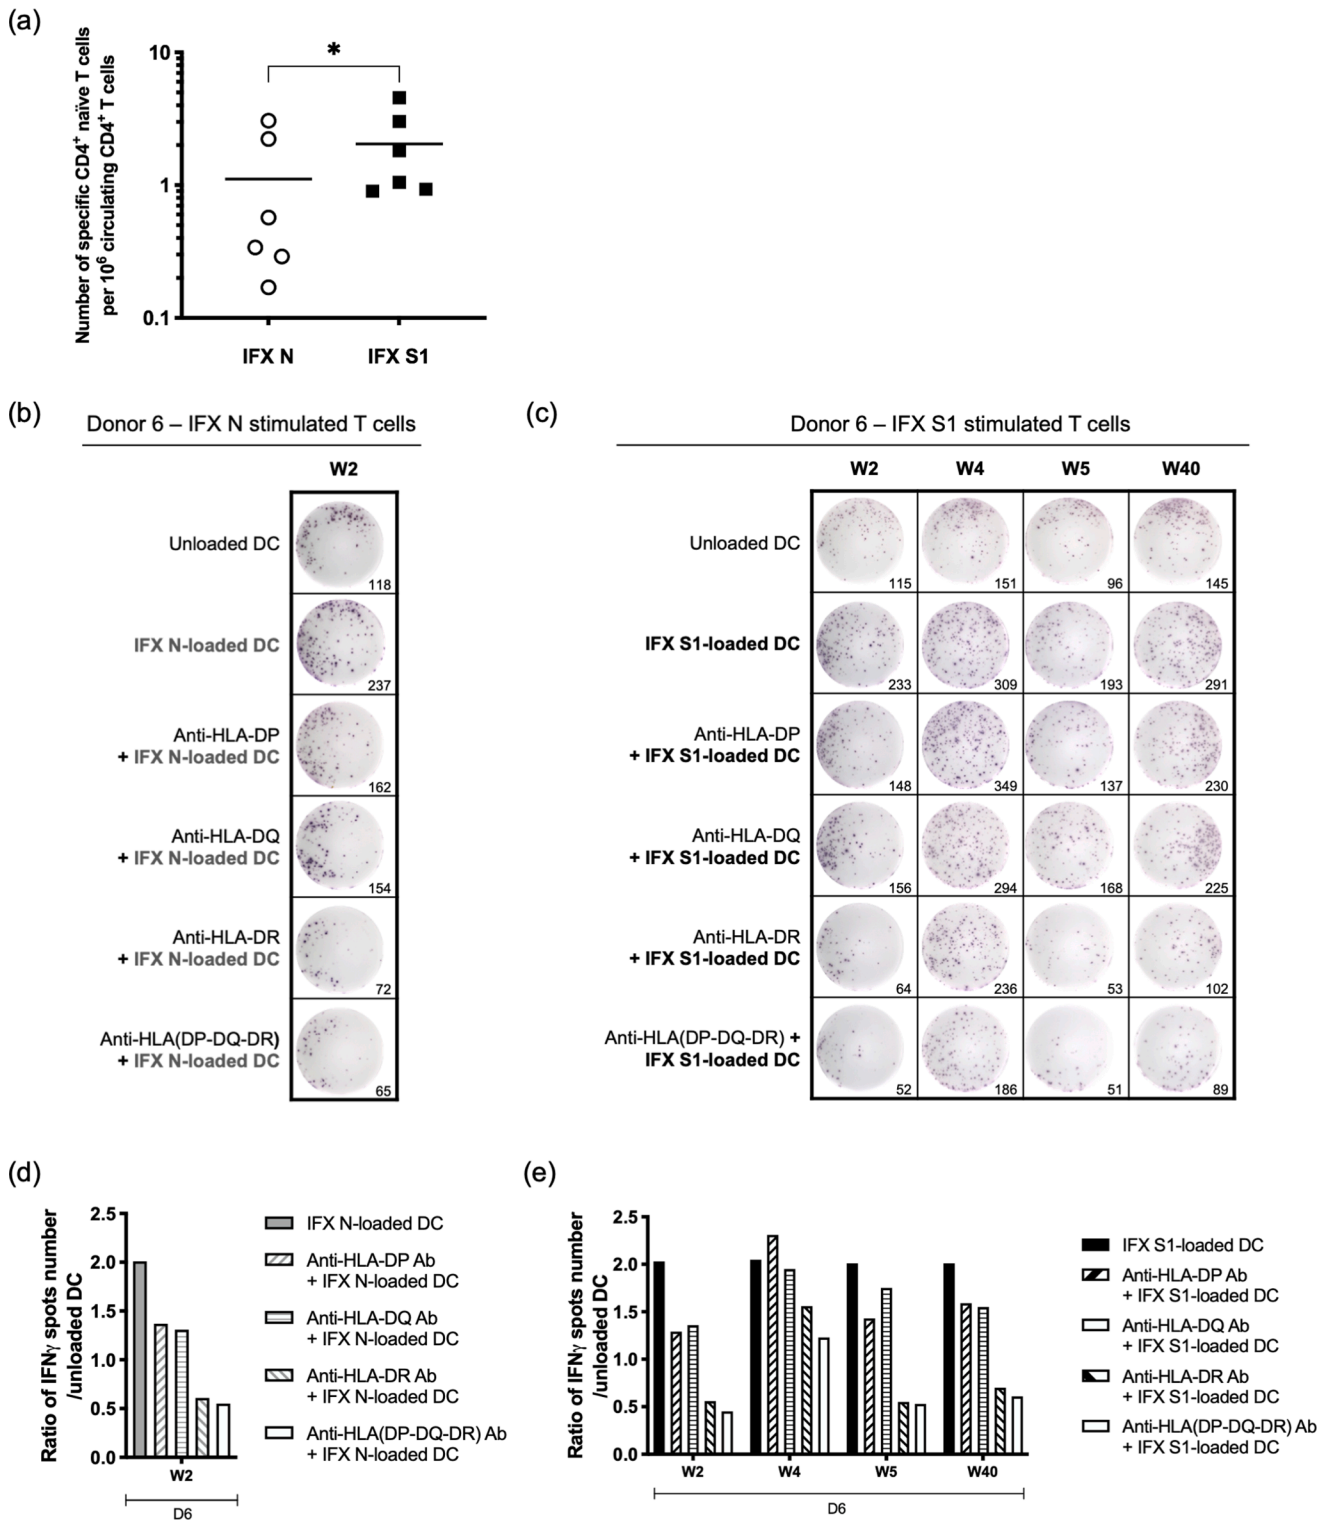 (a)
Number of specific CD4⁺ naïve T cells
per 10⁶ circulating CD4⁺ T cells
10
1
0.1
*
IFX N
IFX S1
(b)
Donor 6 – IFX N stimulated T cells
W2
Unloaded DC
118
IFX N-loaded DC
237
Anti-HLA-DP
+ IFX N-loaded DC
162
Anti-HLA-DQ
+ IFX N-loaded DC
154
Anti-HLA-DR
+ IFX N-loaded DC
72
Anti-HLA(DP-DQ-DR)
+ IFX N-loaded DC
65
(c)
Donor 6 – IFX S1 stimulated T cells
W2 W4 W5 W40
Unloaded DC
115 151 96 145
IFX S1-loaded DC
233 309 193 291
Anti-HLA-DP
+ IFX S1-loaded DC
148 349 137 230
Anti-HLA-DQ
+ IFX S1-loaded DC
156 294 168 225
Anti-HLA-DR
+ IFX S1-loaded DC
64 236 53 102
Anti-HLA(DP-DQ-DR) +
IFX S1-loaded DC
52 186 51 89
(d)
Ratio of IFNγ spots number
/unloaded DC
2.5
2.0
1.5
1.0
0.5
0.0
W2
D6
IFX N-loaded DC
Anti-HLA-DP Ab
+ IFX N-loaded DC
Anti-HLA-DQ Ab
+ IFX N-loaded DC
Anti-HLA-DR Ab
+ IFX N-loaded DC
Anti-HLA(DP-DQ-DR) Ab
+ IFX N-loaded DC
(e)
Ratio of IFNγ spots number
/unloaded DC
2.5
2.0
1.5
1.0
0.5
0.0
W2 W4 W5 W40
D6
IFX S1-loaded DC
Anti-HLA-DP Ab
+ IFX S1-loaded DC
Anti-HLA-DQ Ab
+ IFX S1-loaded DC
Anti-HLA-DR Ab
+ IFX S1-loaded DC
Anti-HLA(DP-DQ-DR) Ab
+ IFX S1-loaded DC